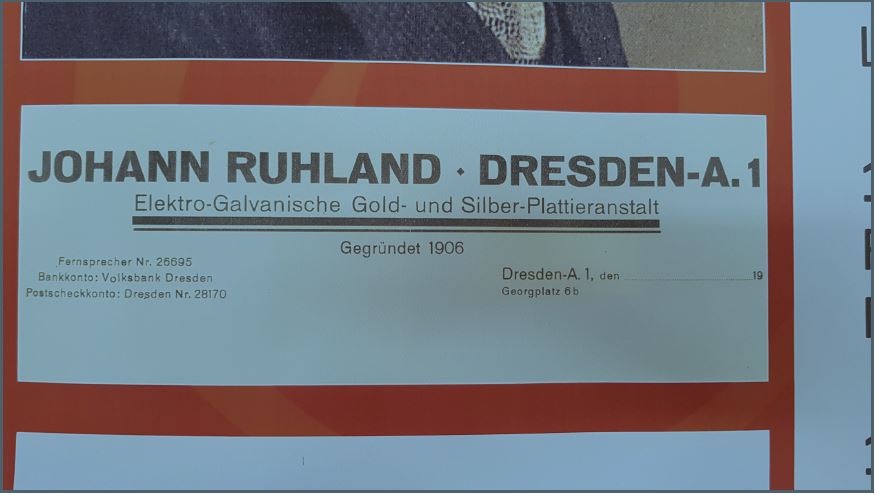 JOHANN RUHLAND · DRESDEN-A. 1
Elektro-Galvanische Gold- und Silber-Plattieranstalt
Gegründet 1906
Fernsprecher Nr. 26695
Bankkonto: Volksbank Dresden
Postscheckkonto: Dresden Nr. 28170
Dresden-A. 1, den ........................ 19
Georgplatz 6b